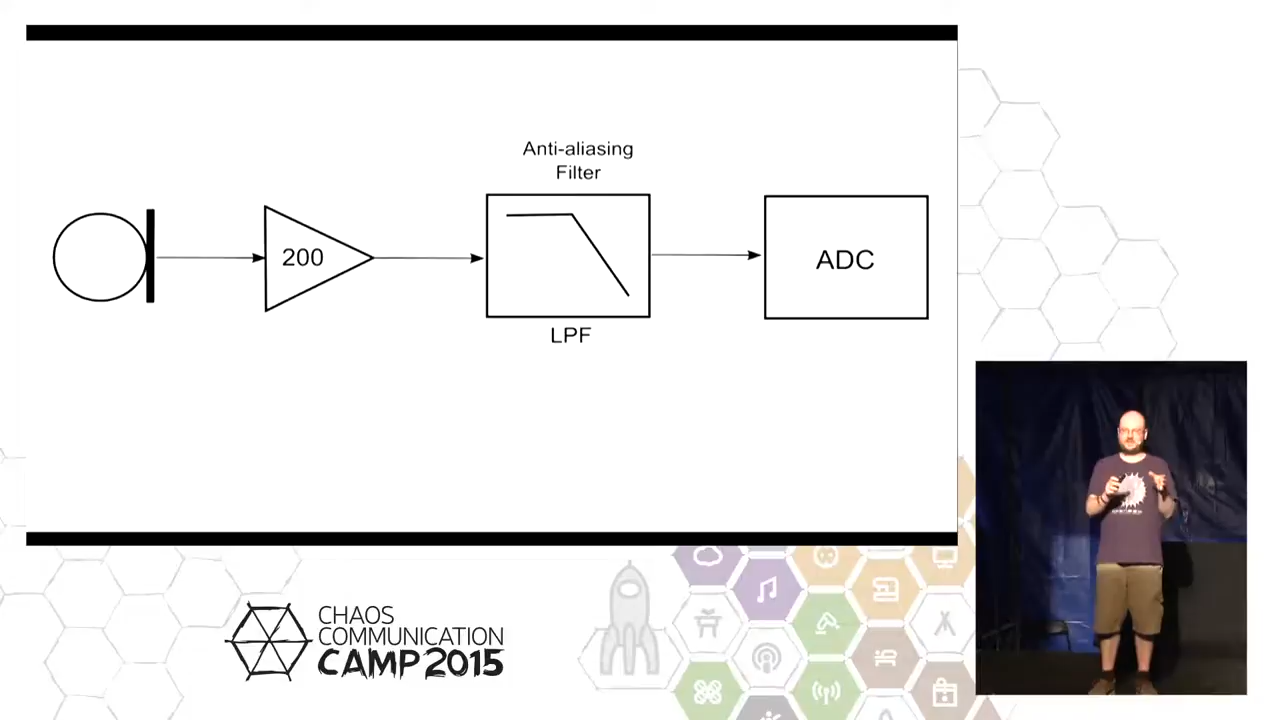 Anti-aliasing
Filter
200
ADC
LPF
CHAOS
COMMUNICATION
CAMP 2015